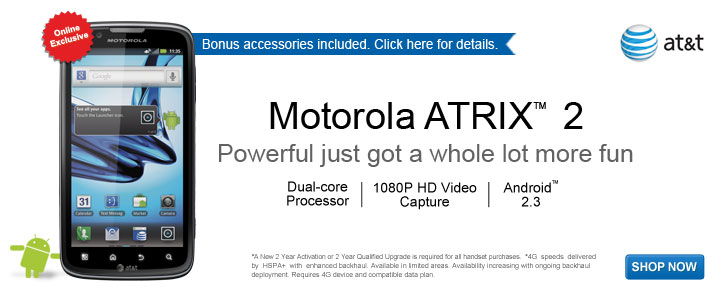 Online
Exclusive
Bonus accessories included. Click here for details.
at&t
MOTOROLA
11:35
Google
See all your apps.
Touch the Launcher icon.
31
Calendar
Text Messag
Market
Camera
at&t
Motorola ATRIX™ 2
Powerful just got a whole lot more fun
Dual-core
Processor
1080P HD Video
Capture
Android™
2.3
*A New 2 Year Activation or 2 Year Qualified Upgrade is required for all handset purchases. *4G speeds delivered
by HSPA+ with enhanced backhaul. Available in limited areas. Availability increasing with ongoing backhaul
deployment. Requires 4G device and compatible data plan.
SHOP NOW